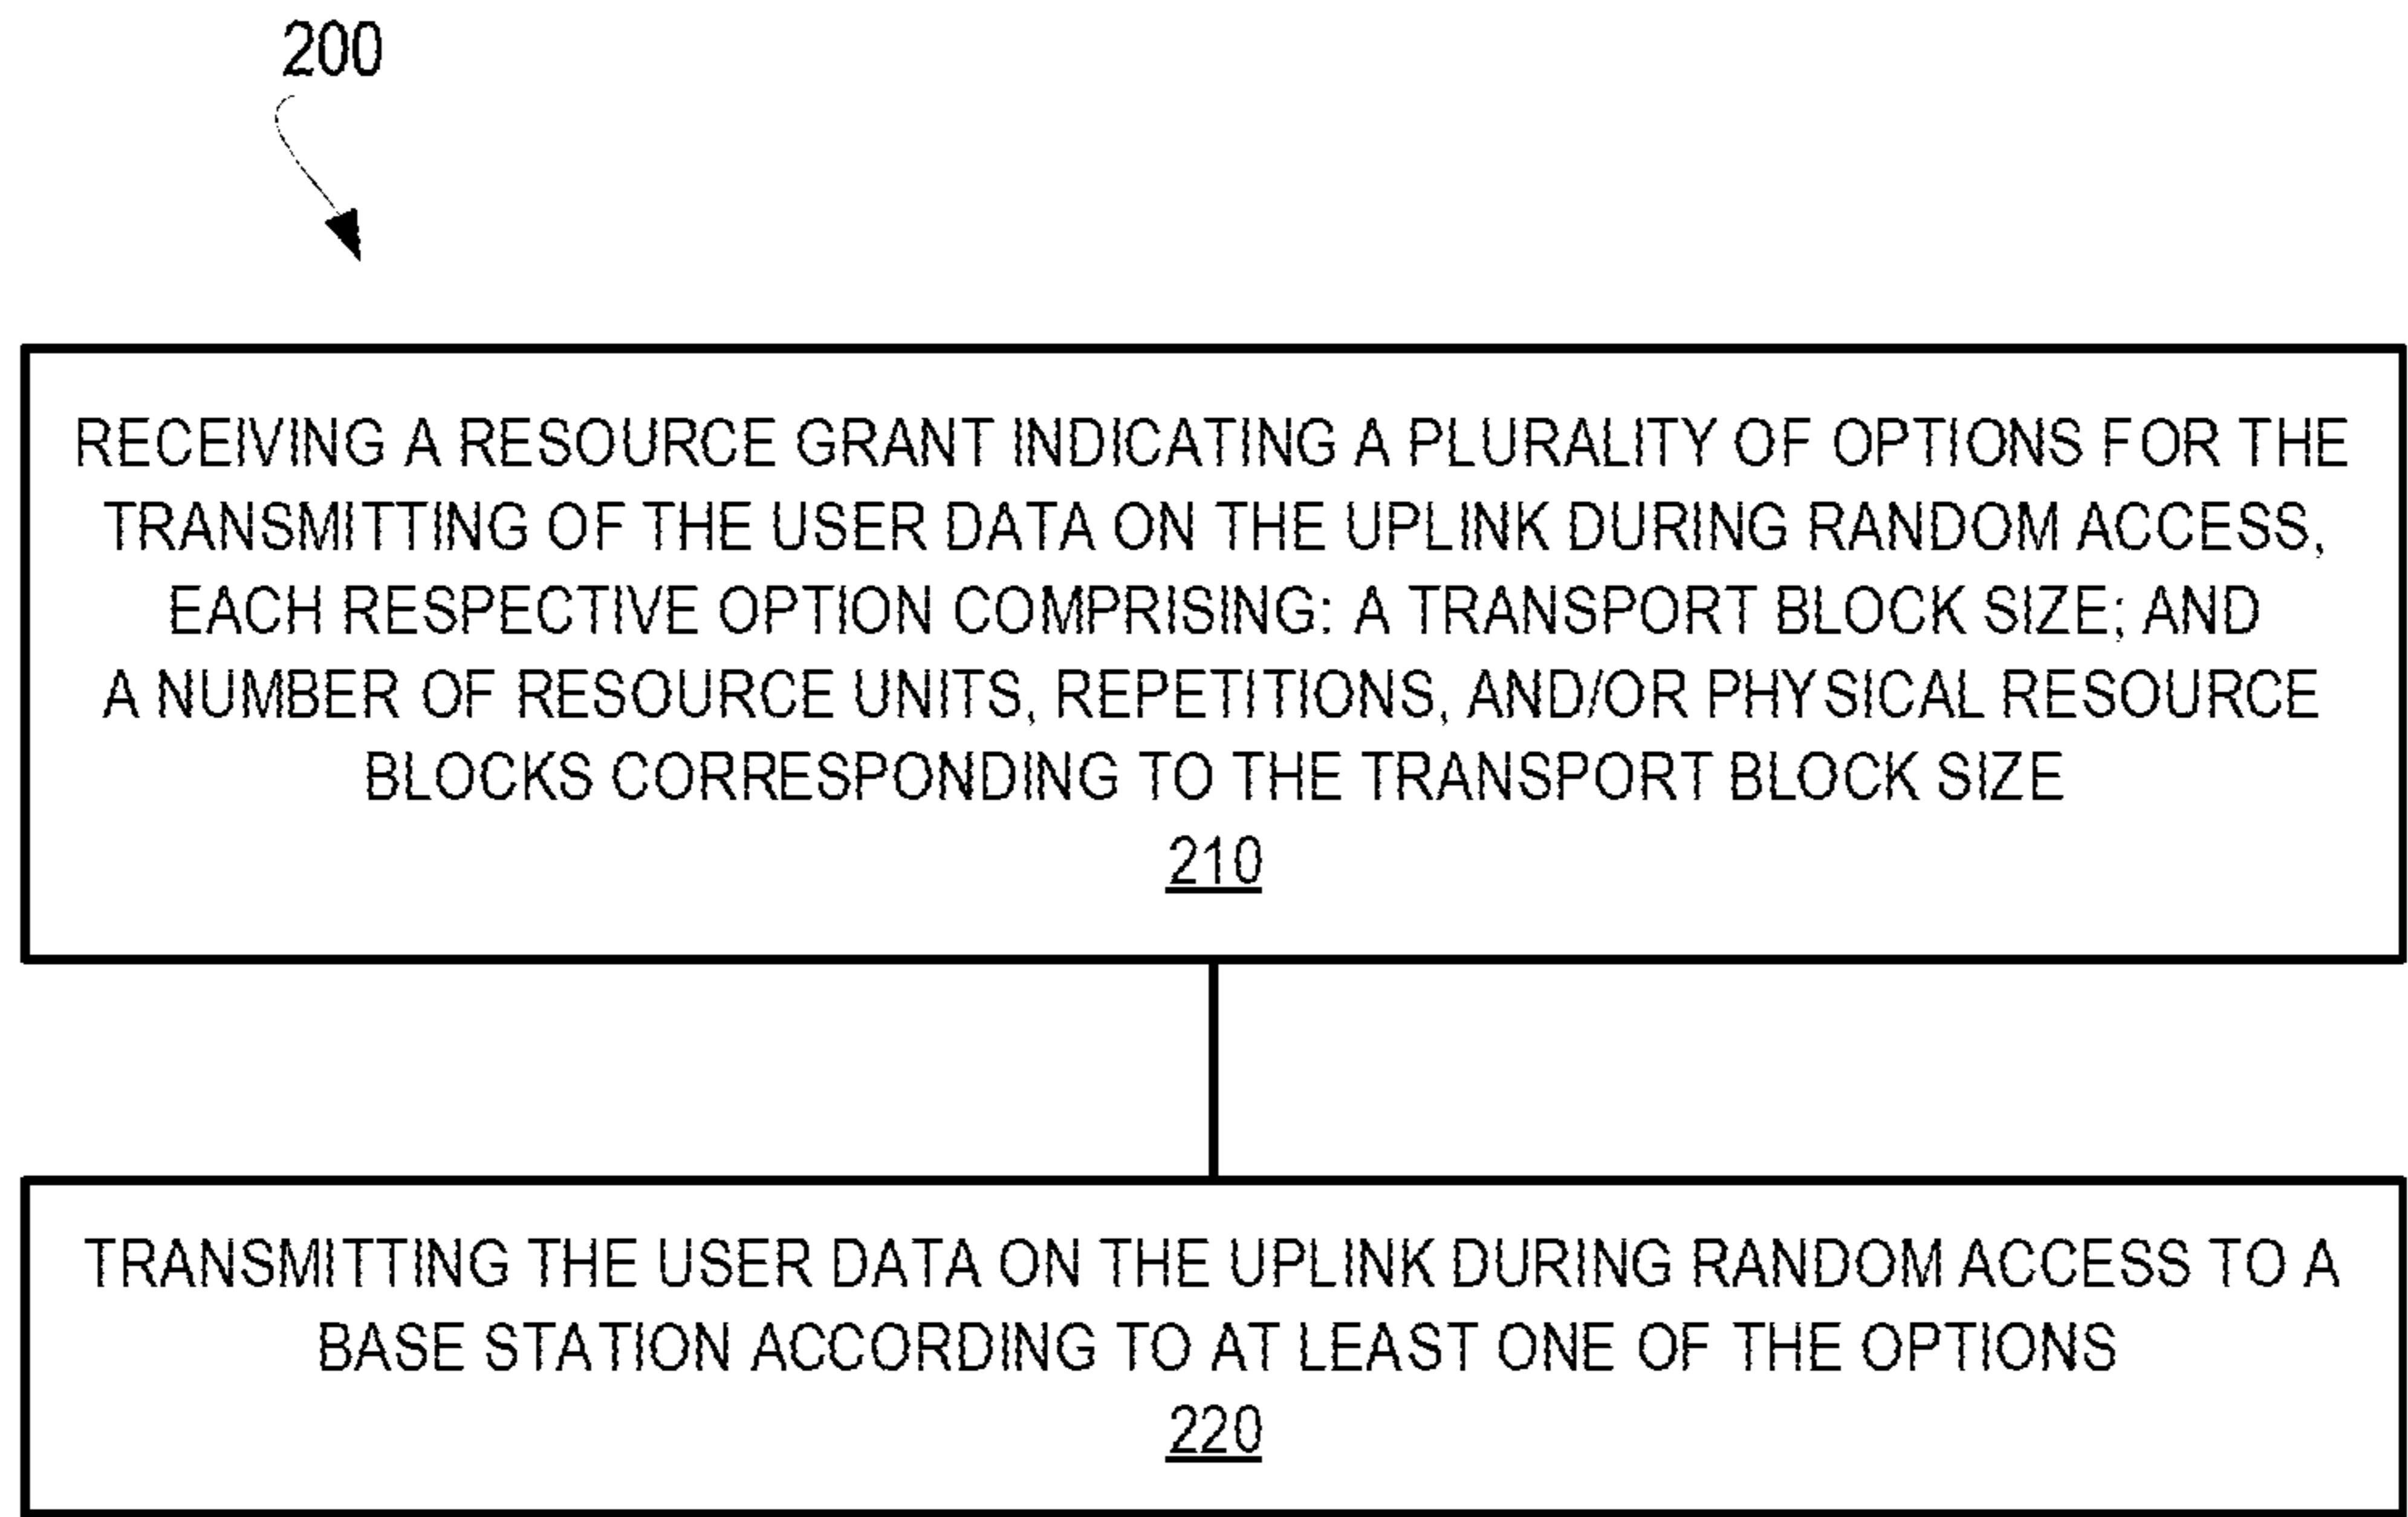 200
RECEIVING A RESOURCE GRANT INDICATING A PLURALITY OF OPTIONS FOR THE
TRANSMITTING OF THE USER DATA ON THE UPLINK DURING RANDOM ACCESS,
EACH RESPECTIVE OPTION COMPRISING: A TRANSPORT BLOCK SIZE; AND
A NUMBER OF RESOURCE UNITS, REPETITIONS, AND/OR PHYSICAL RESOURCE
BLOCKS CORRESPONDING TO THE TRANSPORT BLOCK SIZE
210
TRANSMITTING THE USER DATA ON THE UPLINK DURING RANDOM ACCESS TO A
BASE STATION ACCORDING TO AT LEAST ONE OF THE OPTIONS
220